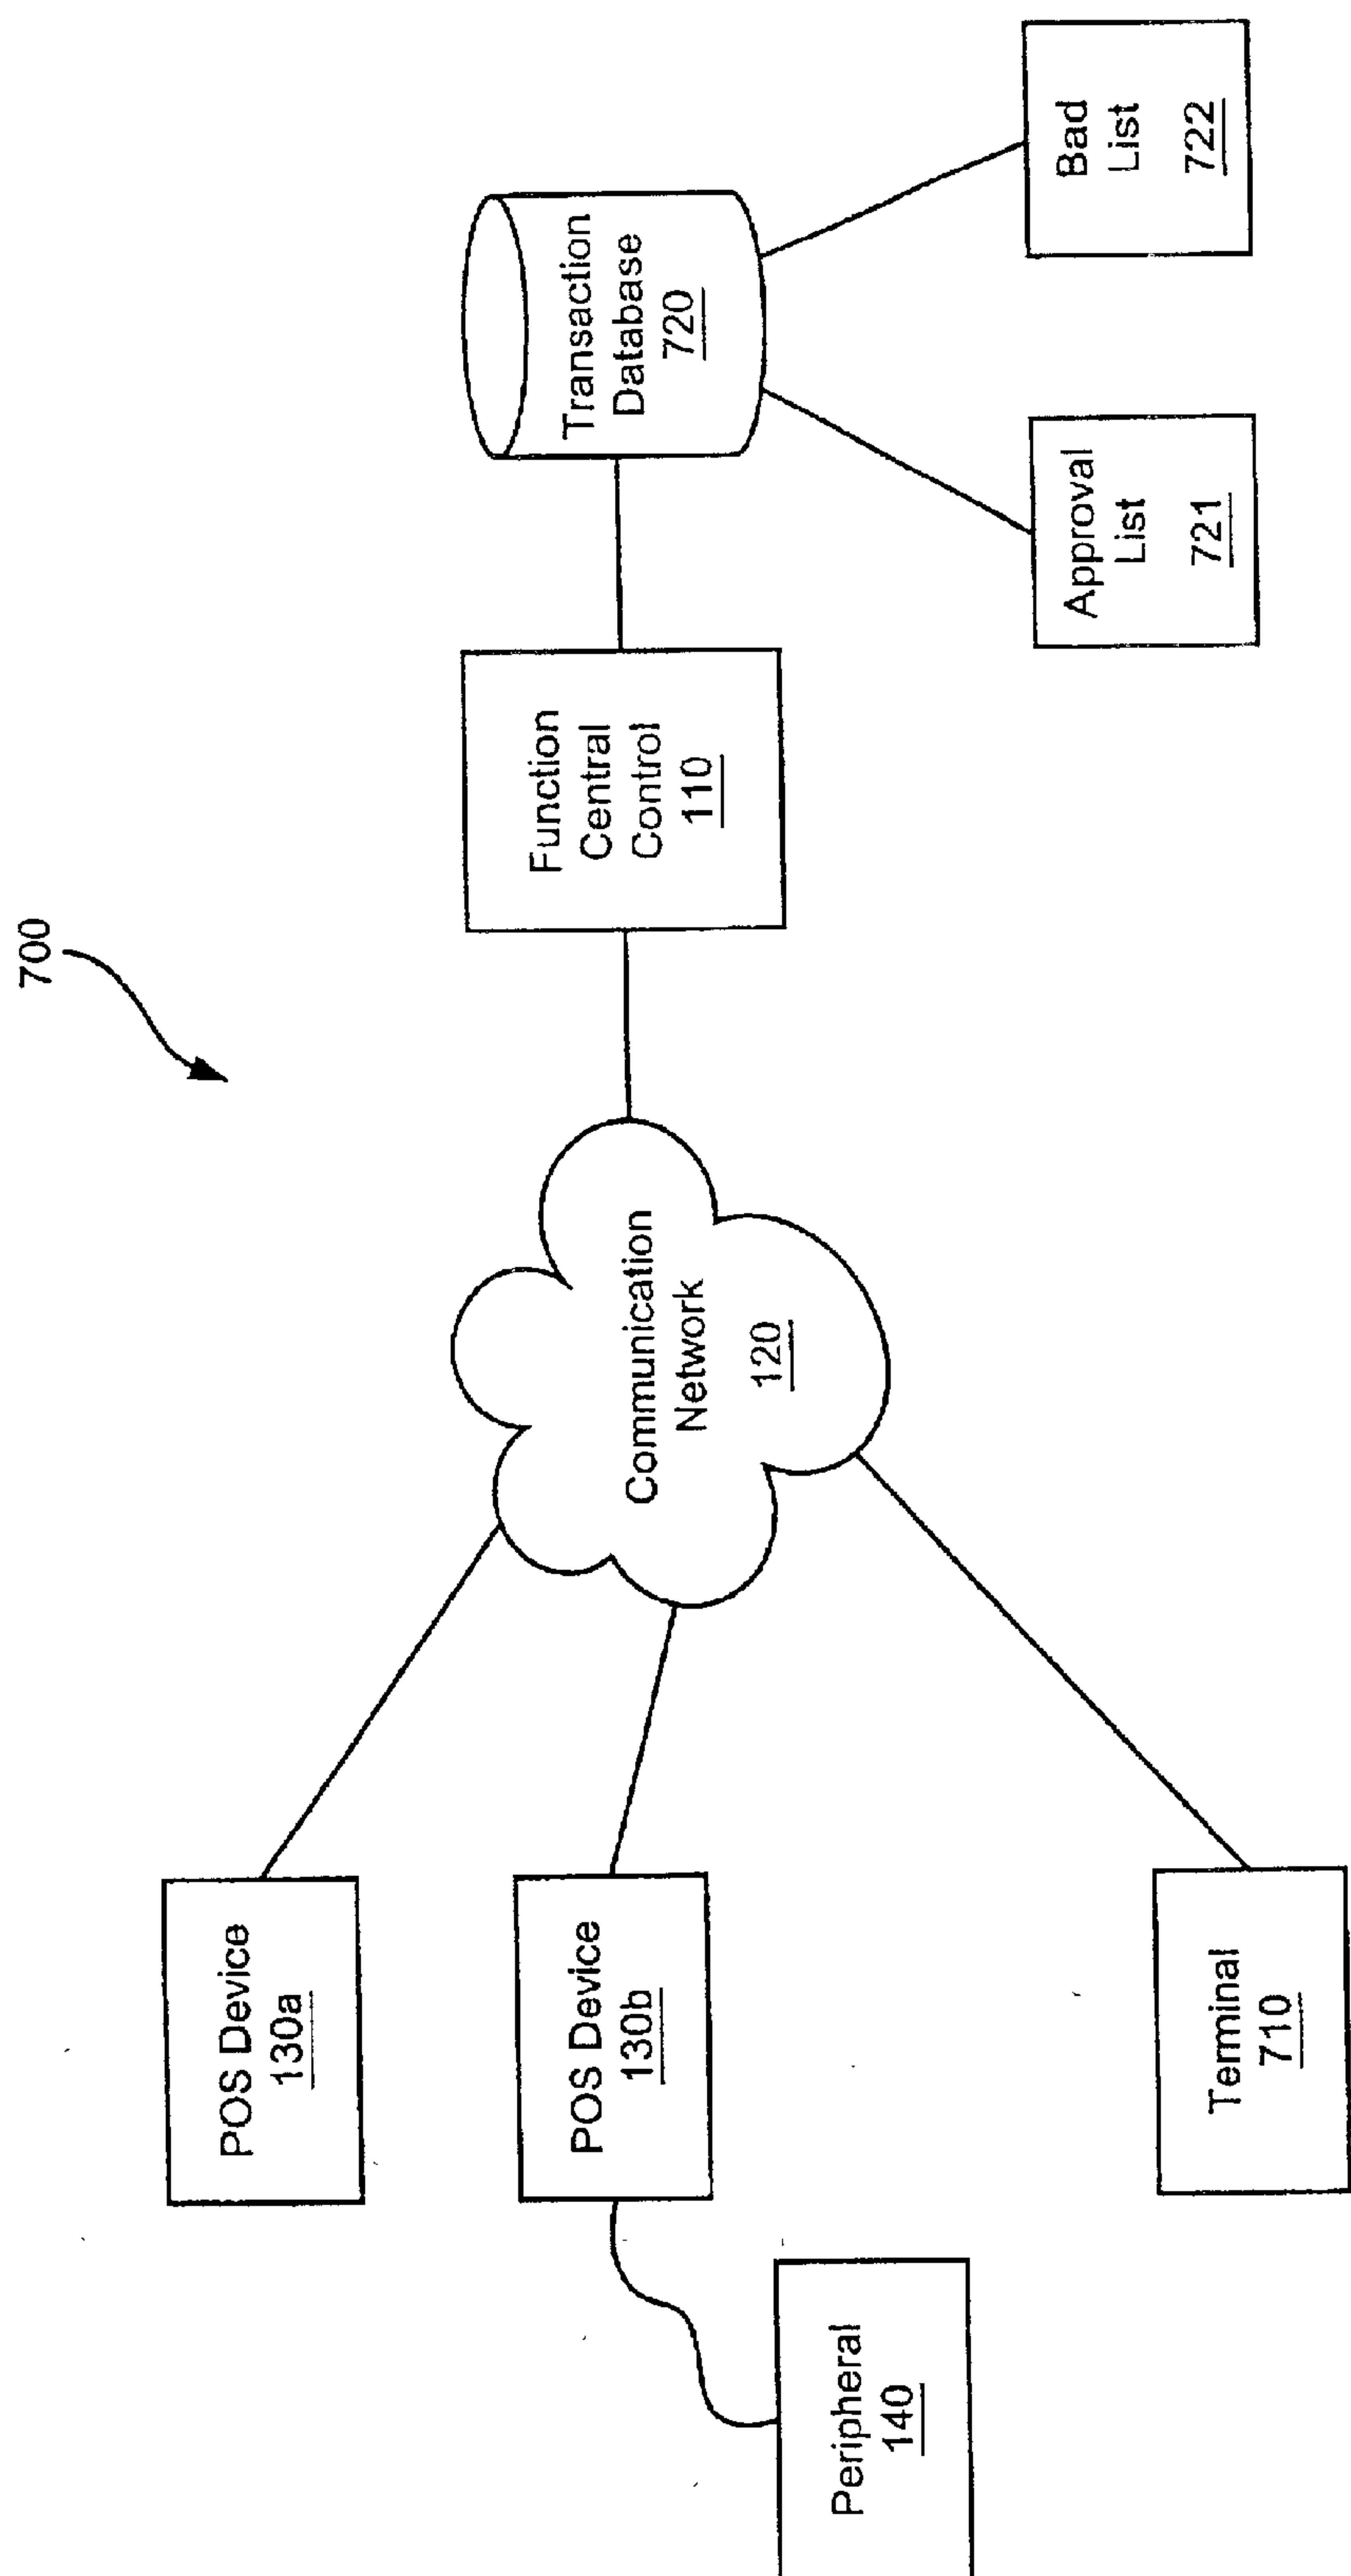 700
POS Device
130a
POS Device
130b
Peripheral
140
Terminal
710
Communication
Network
120
Function
Central
Control
110
Transaction
Database
720
Approval
List
721
Bad
List
722